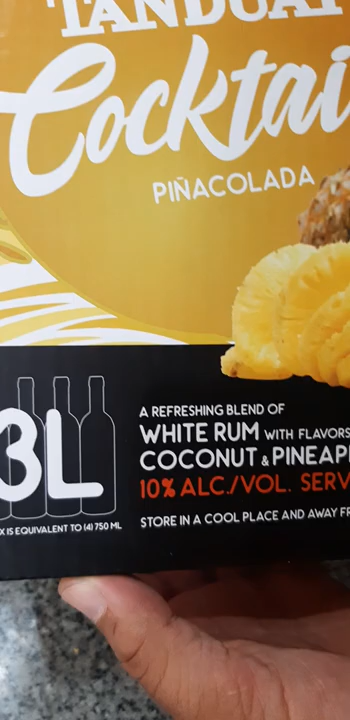 TANDUAY
Cocktai
PIÑACOLADA
3L
X IS EQUIVALENT TO (4) 750 ML
A REFRESHING BLEND OF
WHITE RUM WITH FLAVORS
COCONUT & PINEAP
10% ALC./VOL. SERV
STORE IN A COOL PLACE AND AWAY FR